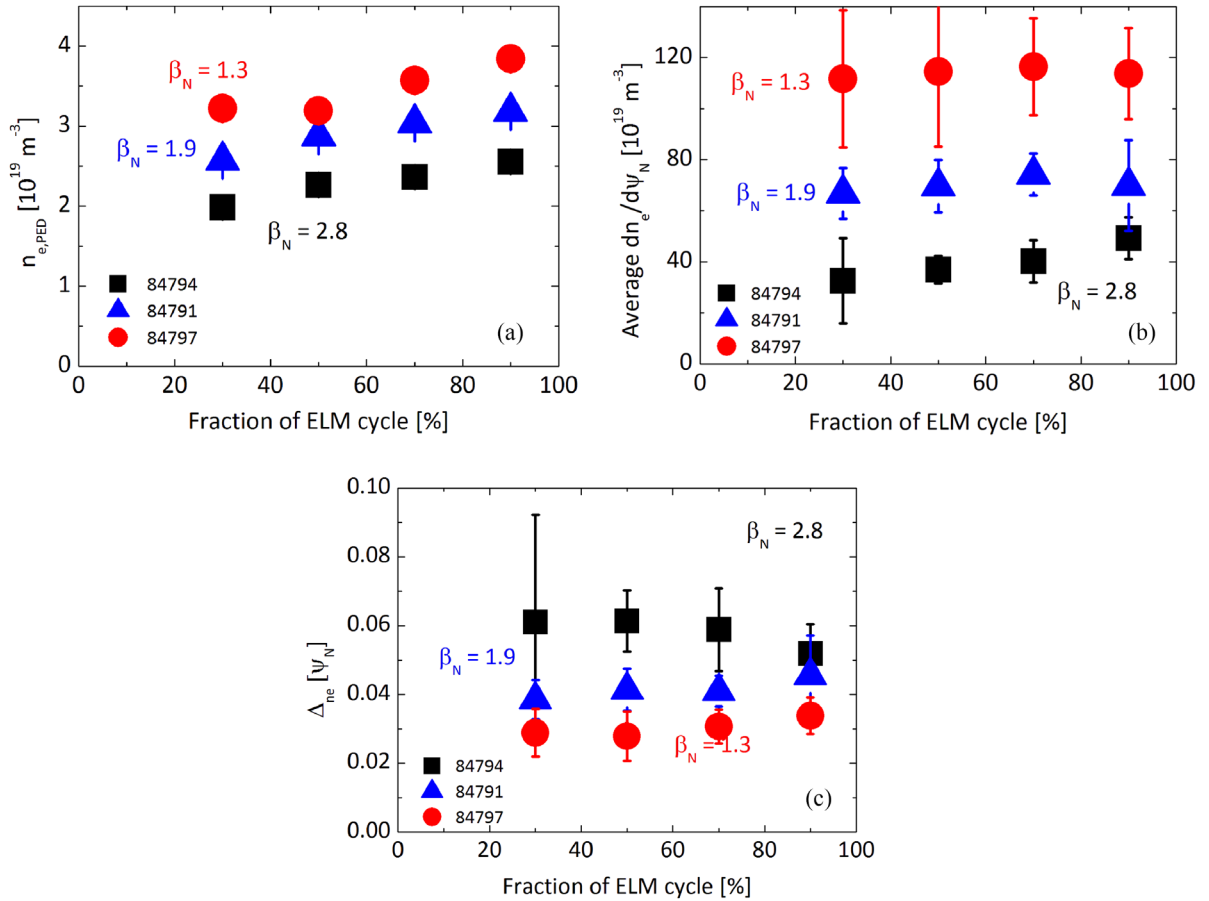 n_e,PED [10^19 m^-3]
4
3
2
1
0
β_N = 1.3
β_N = 1.9
β_N = 2.8
84794
84791
84797
(a)
0 20 40 60 80 100
Fraction of ELM cycle [%]
Average dn_e/dψ_N [10^19 m^-3]
120
80
40
0
β_N = 1.3
β_N = 1.9
β_N = 2.8
84794
84791
84797
(b)
0 20 40 60 80 100
Fraction of ELM cycle [%]
Δ_ne [ψ_N]
0.10
0.08
0.06
0.04
0.02
0.00
β_N = 2.8
β_N = 1.9
β_N = 1.3
84794
84791
84797
(c)
0 20 40 60 80 100
Fraction of ELM cycle [%]